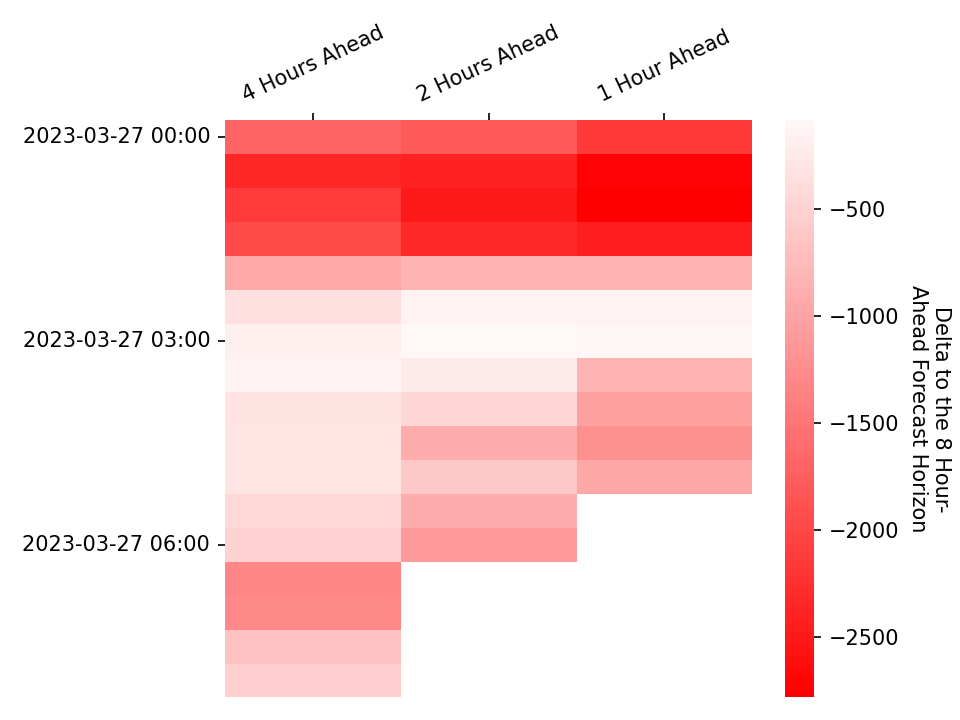 4 Hours Ahead
2 Hours Ahead
1 Hour Ahead
2023-03-27 00:00
2023-03-27 03:00
2023-03-27 06:00
−500
−1000
−1500
−2000
−2500
Delta to the 8 Hour-
Ahead Forecast Horizon